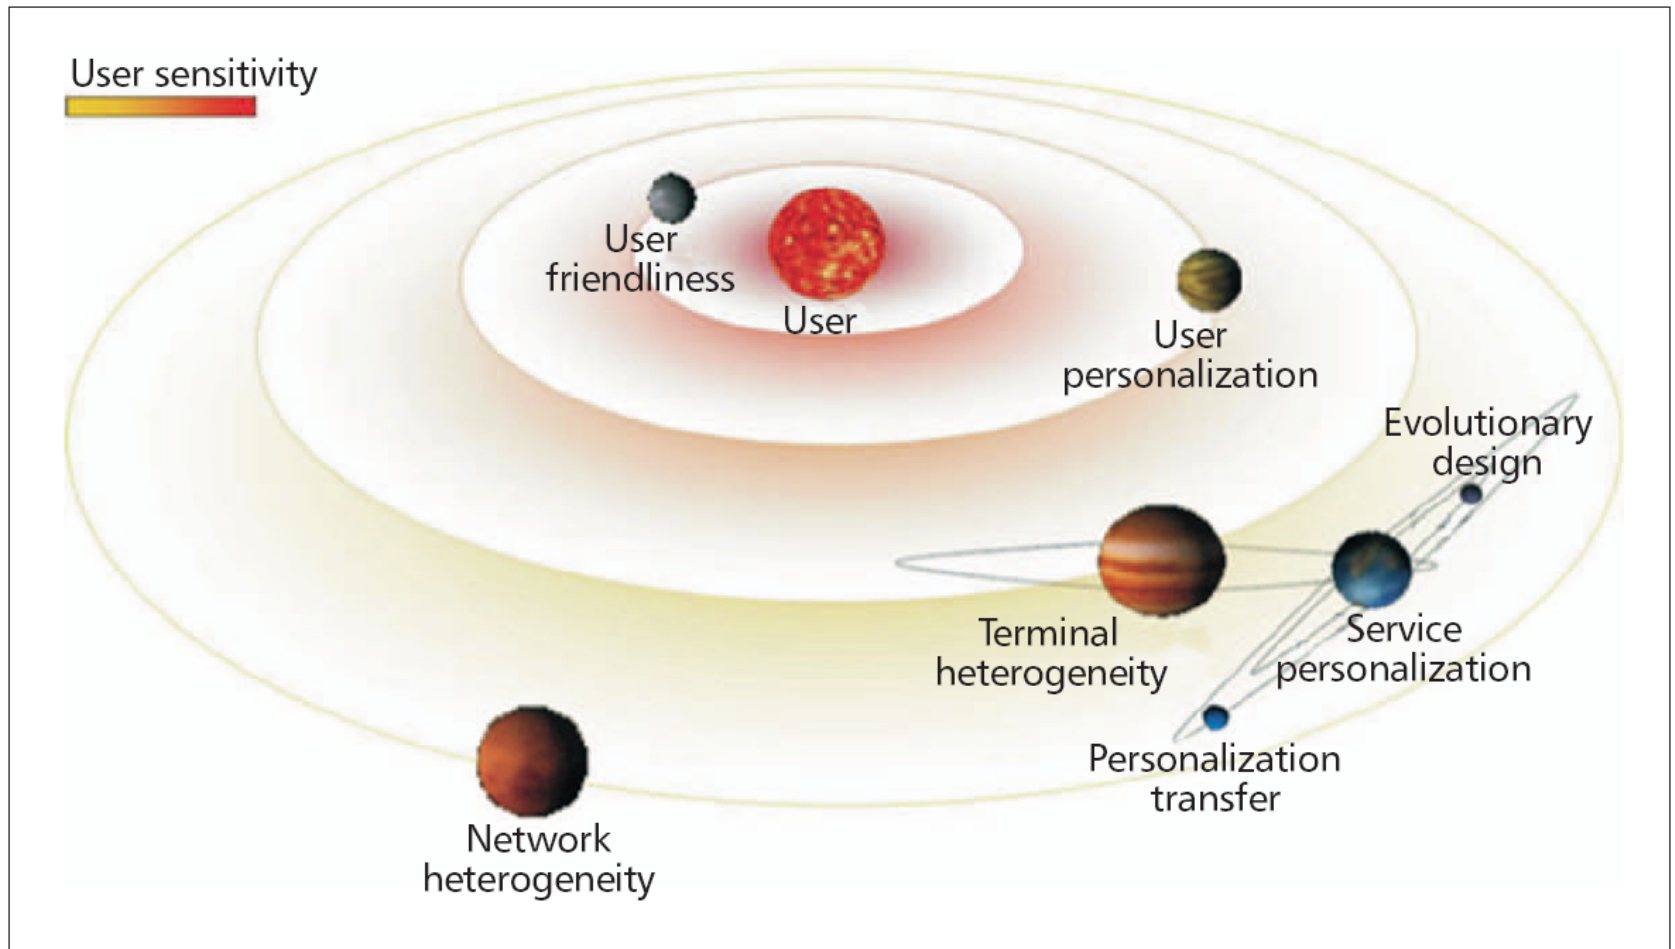 User sensitivity
User
friendliness
User
User
personalization
Evolutionary
design
Terminal
heterogeneity
Service
personalization
Personalization
transfer
Network
heterogeneity